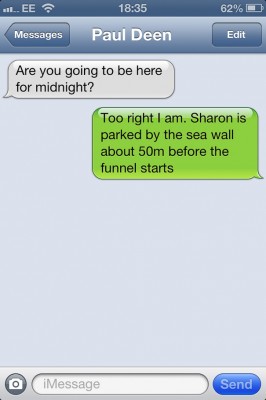 EE 18:35 62%
Messages Paul Deen Edit
Are you going to be here
for midnight?
Too right I am. Sharon is
parked by the sea wall
about 50m before the
funnel starts
iMessage Send